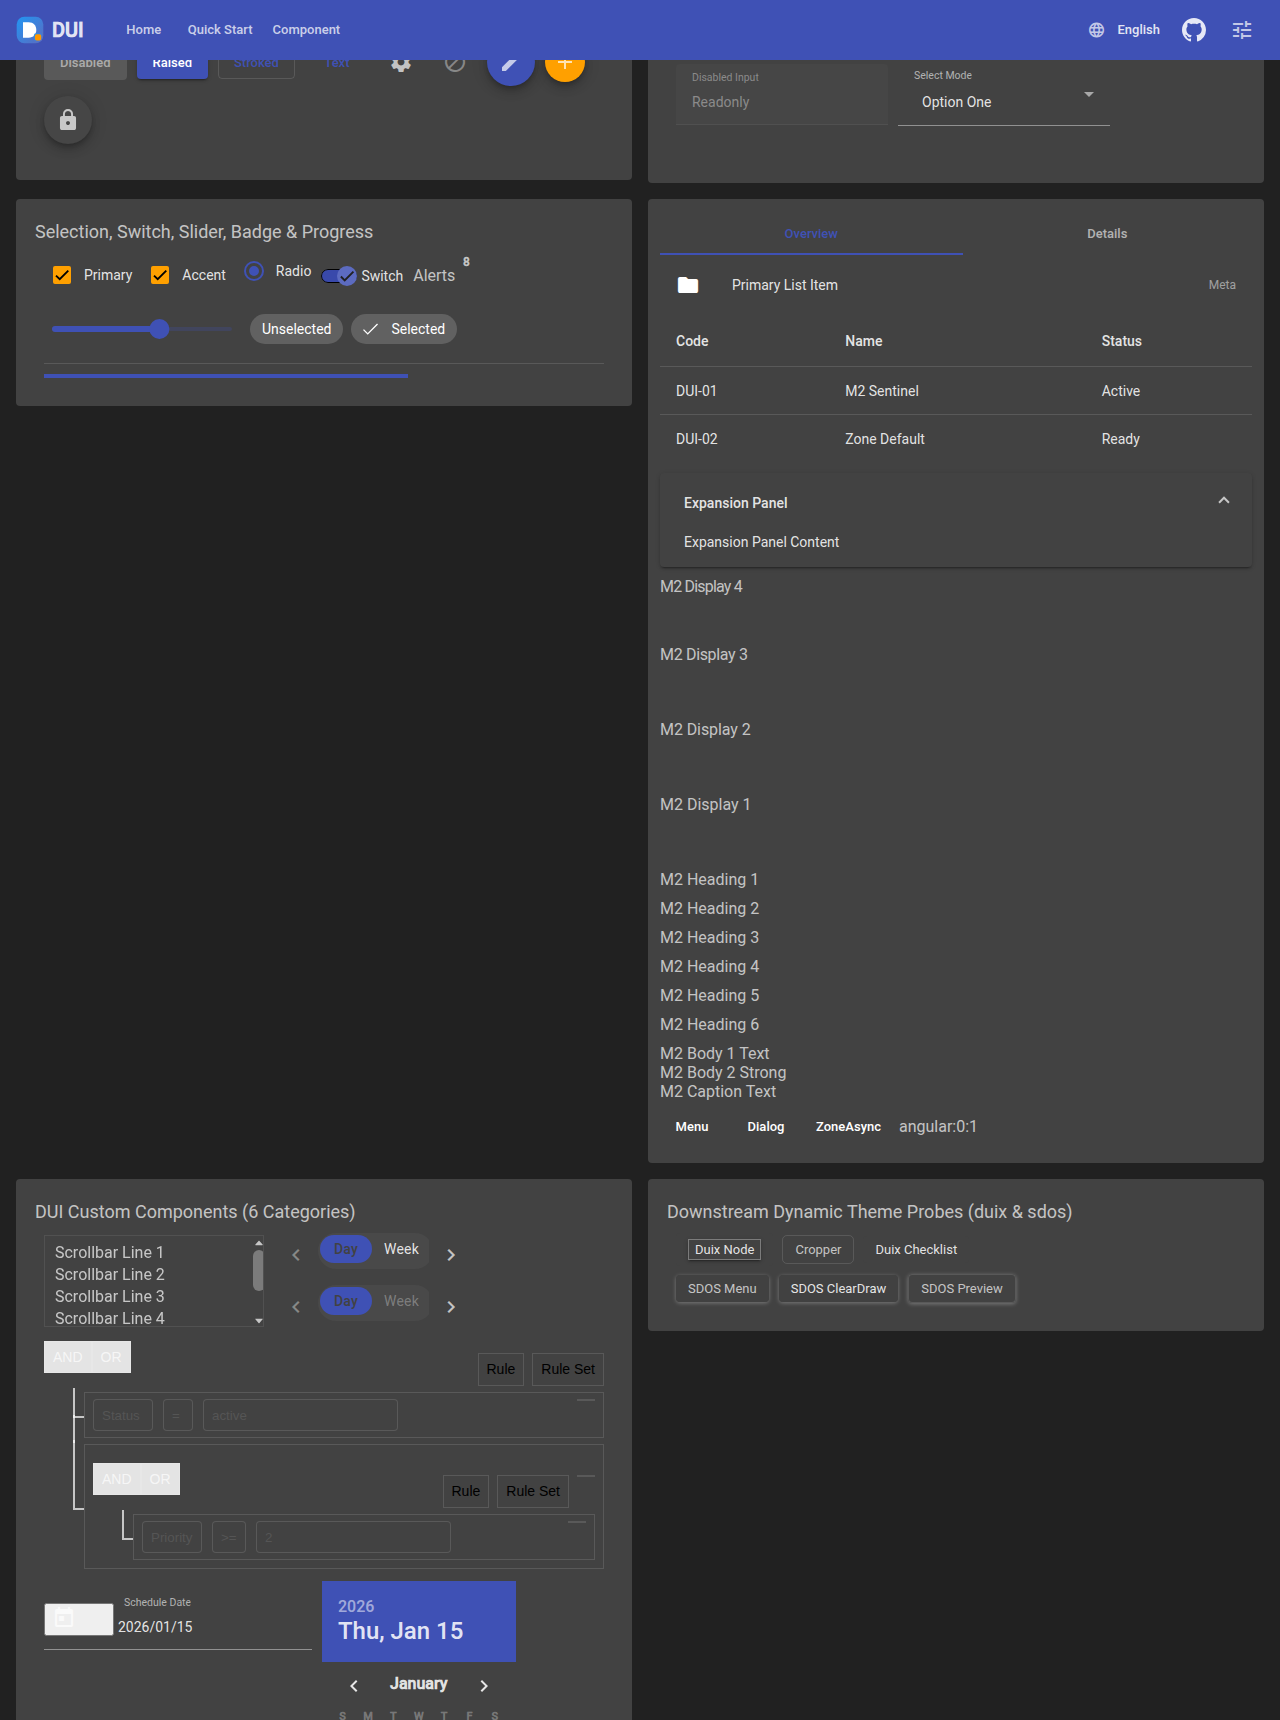 DUI Home Quick Start Component English
Disabled Raised Stroked Text
Disabled Input
Readonly
Select Mode
Option One
Selection, Switch, Slider, Badge & Progress
Primary Accent Radio Switch Alerts 8
Unselected Selected
Overview Details
Primary List Item Meta
Code Name Status
DUI-01 M2 Sentinel Active
DUI-02 Zone Default Ready
Expansion Panel
Expansion Panel Content
M2 Display 4
M2 Display 3
M2 Display 2
M2 Display 1
M2 Heading 1
M2 Heading 2
M2 Heading 3
M2 Heading 4
M2 Heading 5
M2 Heading 6
M2 Body 1 Text
M2 Body 2 Strong
M2 Caption Text
Menu Dialog ZoneAsync angular:0:1
DUI Custom Components (6 Categories)
Scrollbar Line 1
Scrollbar Line 2
Scrollbar Line 3
Scrollbar Line 4
Day Week
Day Week
AND OR
Rule Rule Set
Status = active
AND OR
Rule Rule Set
Priority >= 2
Schedule Date
2026/01/15
2026
Thu, Jan 15
January
S M T W T F S
Downstream Dynamic Theme Probes (duix & sdos)
Duix Node Cropper Duix Checklist
SDOS Menu SDOS ClearDraw SDOS Preview